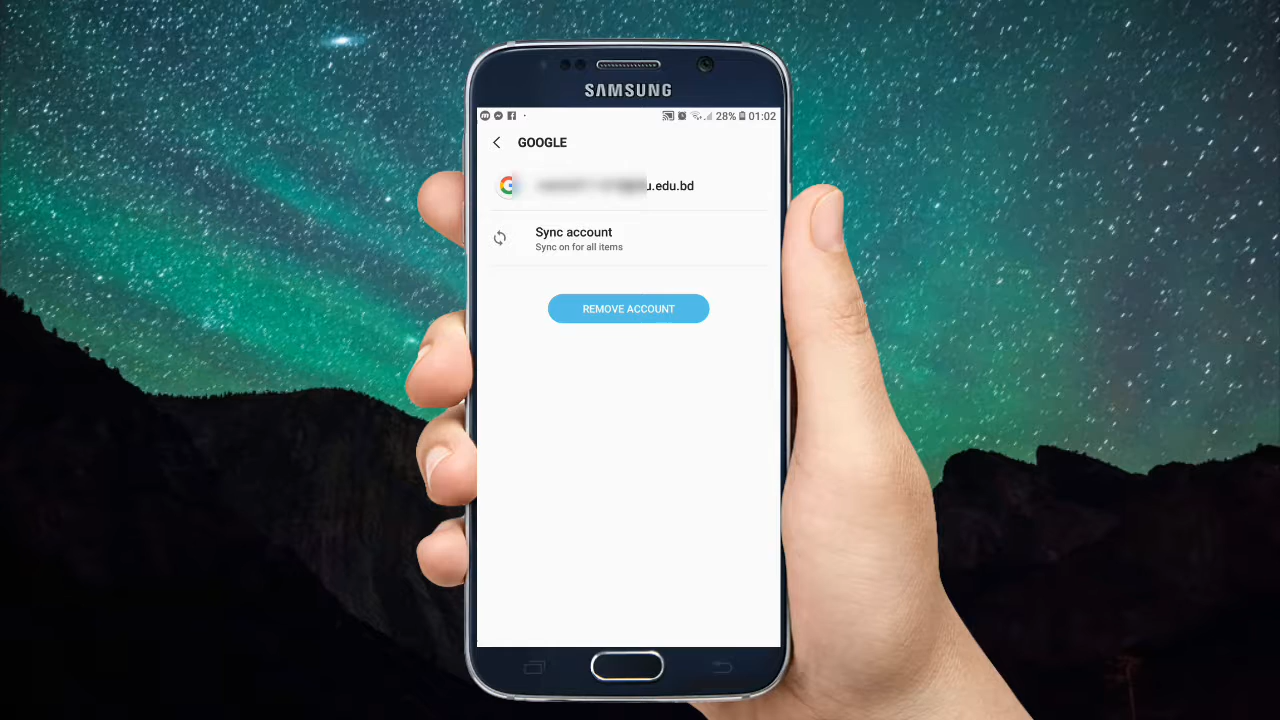 SAMSUNG
28% 01:02
GOOGLE
u.edu.bd
Sync account
Sync on for all items
REMOVE ACCOUNT